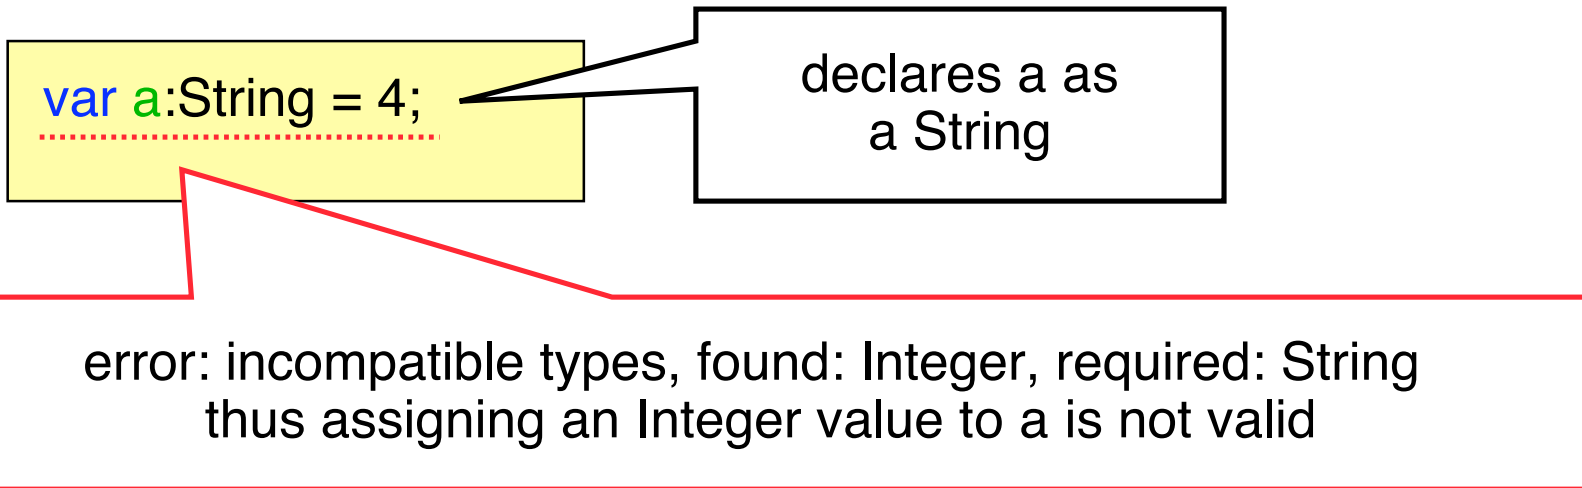 var a:String = 4;
declares a as
a String
error: incompatible types, found: Integer, required: String
thus assigning an Integer value to a is not valid